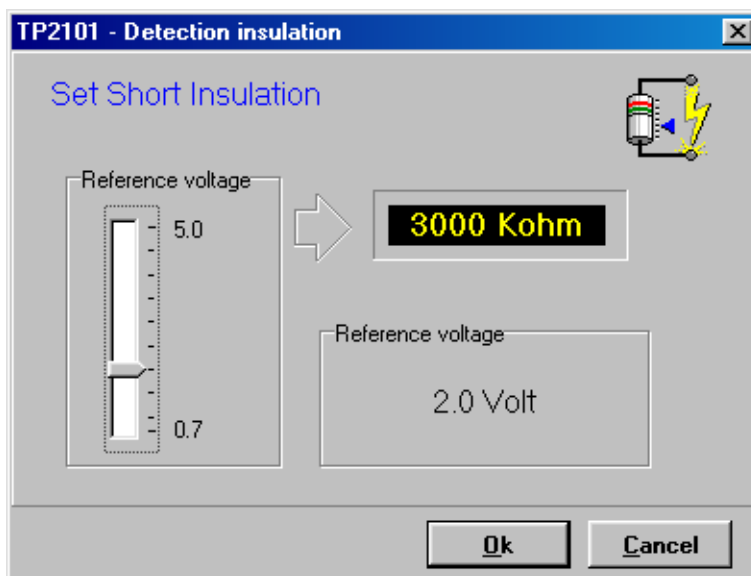 TP2101 - Detection insulation
Set Short Insulation
Reference voltage
5.0
0.7
3000 Kohm
Reference voltage
2.0 Volt
Ok
Cancel